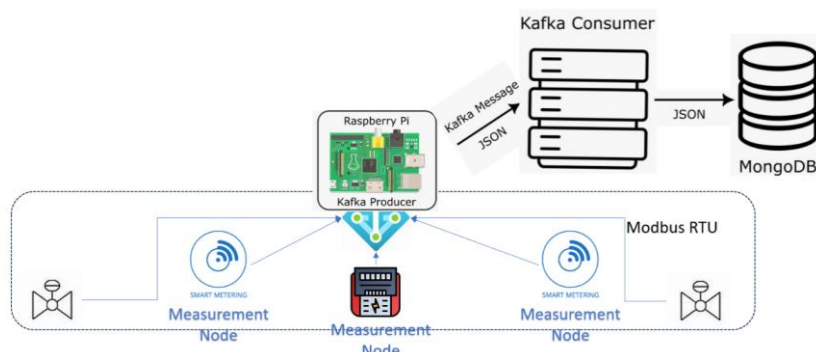 Kafka Consumer
Kafka Message
JSON
JSON
MongoDB
Raspberry Pi
Kafka Producer
Modbus RTU
SMART METERING
Measurement
Node
Measurement
Node
SMART METERING
Measurement
Node